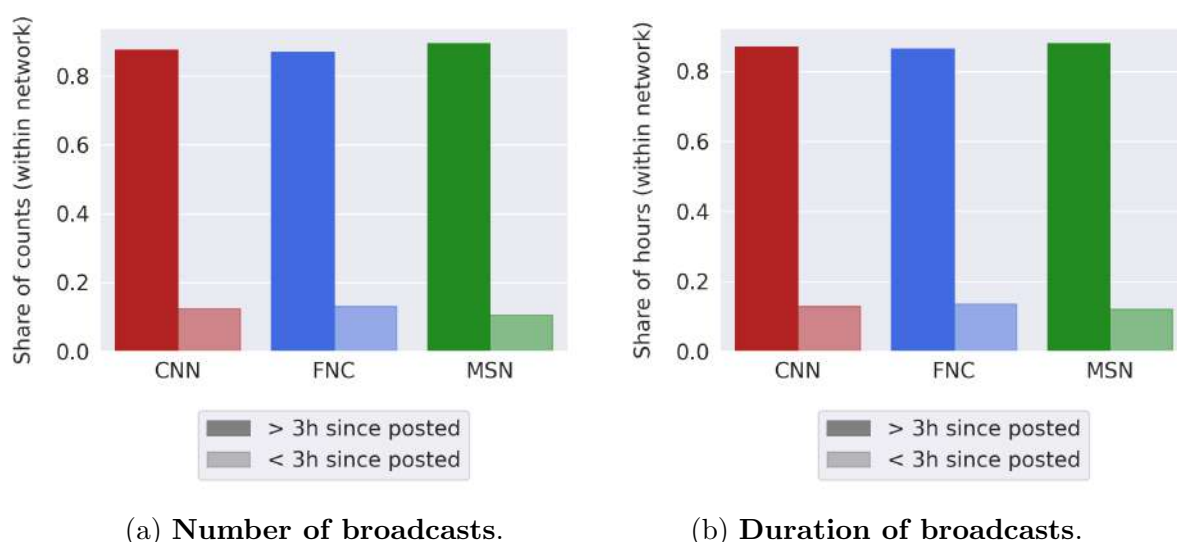 Share of counts (within network)
0.8
0.6
0.4
0.2
0.0
CNN FNC MSN
> 3h since posted
< 3h since posted
(a) Number of broadcasts.
Share of hours (within network)
0.8
0.6
0.4
0.2
0.0
CNN FNC MSN
> 3h since posted
< 3h since posted
(b) Duration of broadcasts.